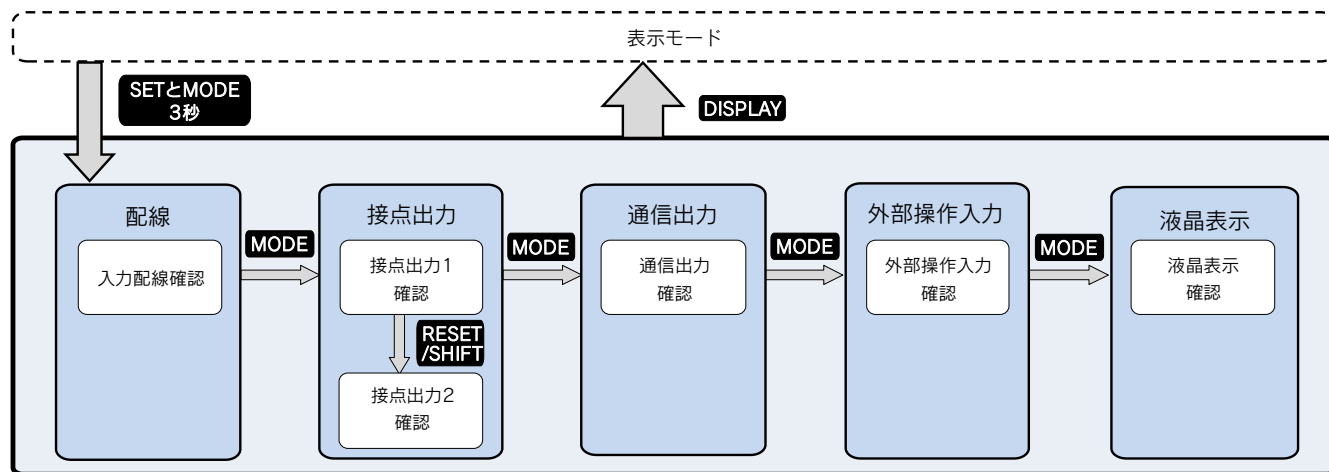 表示モード
SETとMODE
3秒
DISPLAY
配線
入力配線確認
MODE
接点出力
接点出力1
確認
RESET
/SHIFT
接点出力2
確認
MODE
通信出力
通信出力
確認
MODE
外部操作入力
外部操作入力
確認
MODE
液晶表示
液晶表示
確認